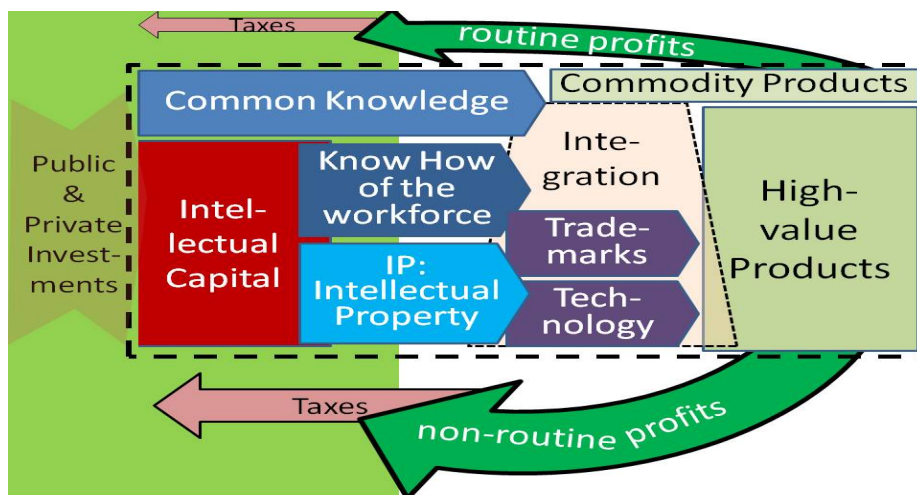 Taxes
routine profits
Common Knowledge
Commodity Products
Public
&
Private
Invest-
ments
Intel-
lectual
Capital
Know How
of the
workforce
IP:
Intellectual
Property
Inte-
gration
Trade-
marks
Tech-
nology
High-
value
Products
Taxes
non-routine profits